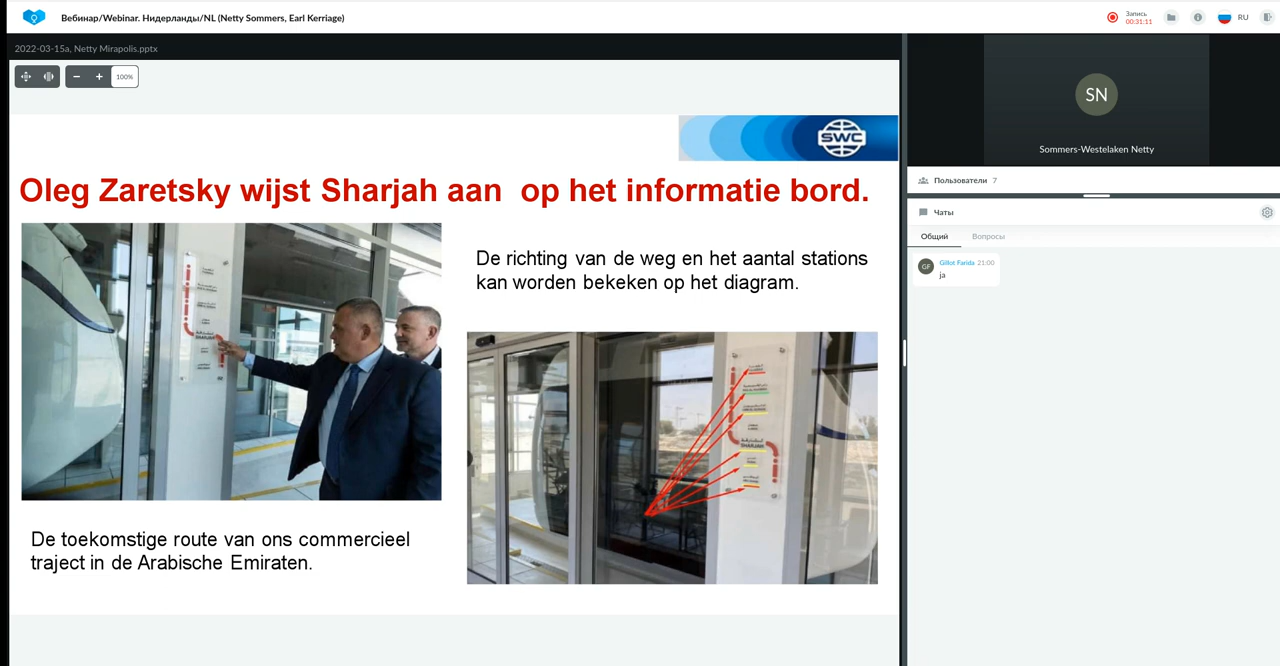 Вебинар/Webinar. Нидерланды/NL (Netty Sommers, Earl Kerriage)
Запись
00:31:11
RU
2022-03-15a, Netty Mirapolis.pptx
100%
SWC
Oleg Zaretsky wijst Sharjah aan op het informatie bord.
De richting van de weg en het aantal stations
kan worden bekeken op het diagram.
SHARJAH
De toekomstige route van ons commercieel
traject in de Arabische Emiraten.
SN
Sommers-Westelaken Netty
Пользователи 7
Чаты
Общий
Вопросы
GF
Gillot Farida 21:00
ja